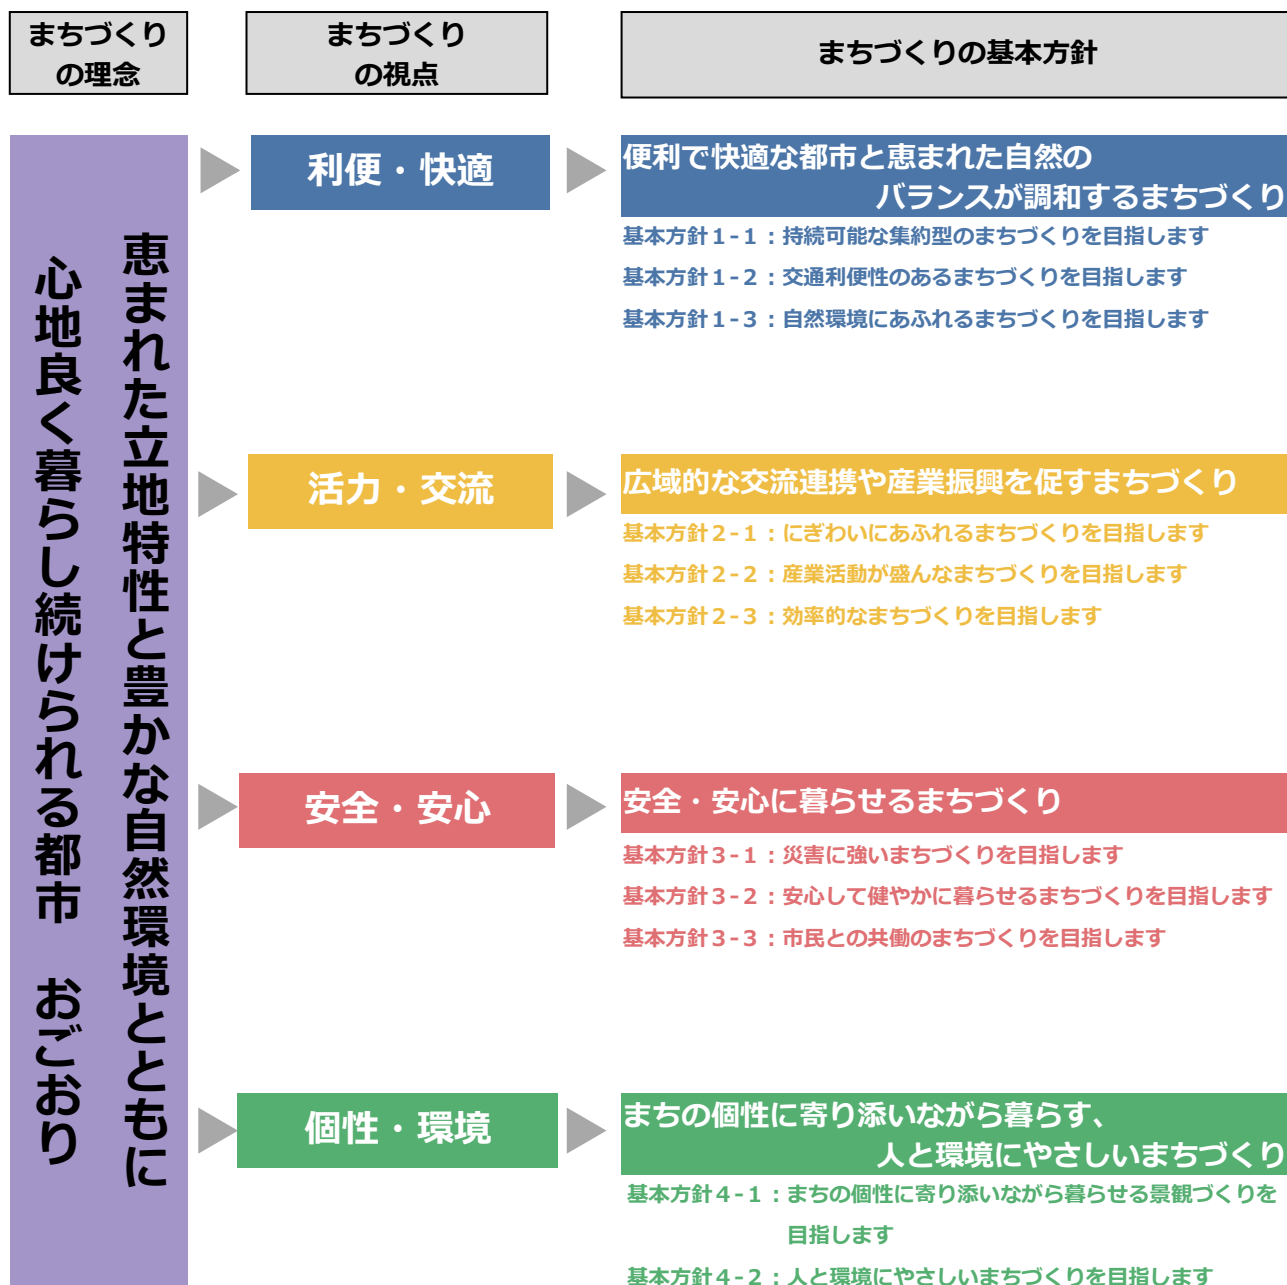 まちづくり
の理念
まちづくり
の視点
まちづくりの基本方針
恵まれた立地特性と豊かな自然環境とともに
心地良く暮らし続けられる都市　おごおり
利便・快適
便利で快適な都市と恵まれた自然の
バランスが調和するまちづくり
基本方針１-１：持続可能な集約型のまちづくりを目指します
基本方針１-２：交通利便性のあるまちづくりを目指します
基本方針１-３：自然環境にあふれるまちづくりを目指します
活力・交流
広域的な交流連携や産業振興を促すまちづくり
基本方針２-１：にぎわいにあふれるまちづくりを目指します
基本方針２-２：産業活動が盛んなまちづくりを目指します
基本方針２-３：効率的なまちづくりを目指します
安全・安心
安全・安心に暮らせるまちづくり
基本方針３-１：災害に強いまちづくりを目指します
基本方針３-２：安心して健やかに暮らせるまちづくりを目指します
基本方針３-３：市民との共働のまちづくりを目指します
個性・環境
まちの個性に寄り添いながら暮らす、
人と環境にやさしいまちづくり
基本方針４-１：まちの個性に寄り添いながら暮らせる景観づくりを
目指します
基本方針４-２：人と環境にやさしいまちづくりを目指します